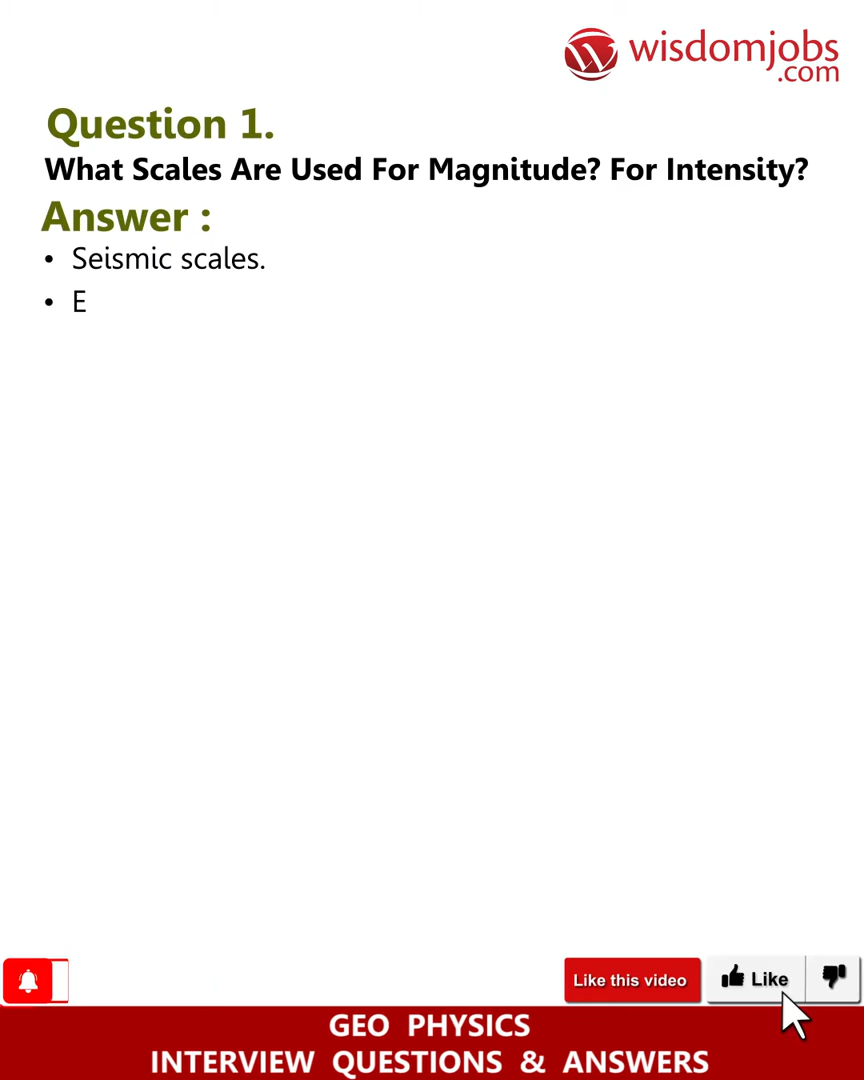 wisdomjobs
.com
Question 1.
What Scales Are Used For Magnitude? For Intensity?
Answer :
• Seismic scales.
• E
Like this video
Like
GEO PHYSICS
INTERVIEW QUESTIONS & ANSWERS